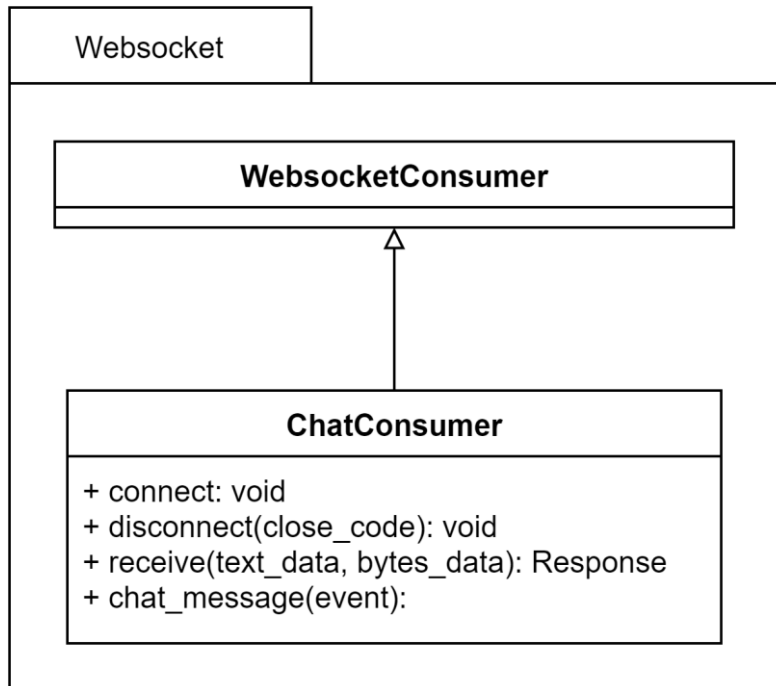 Websocket
WebsocketConsumer
ChatConsumer
+ connect: void
+ disconnect(close_code): void
+ receive(text_data, bytes_data): Response
+ chat_message(event):